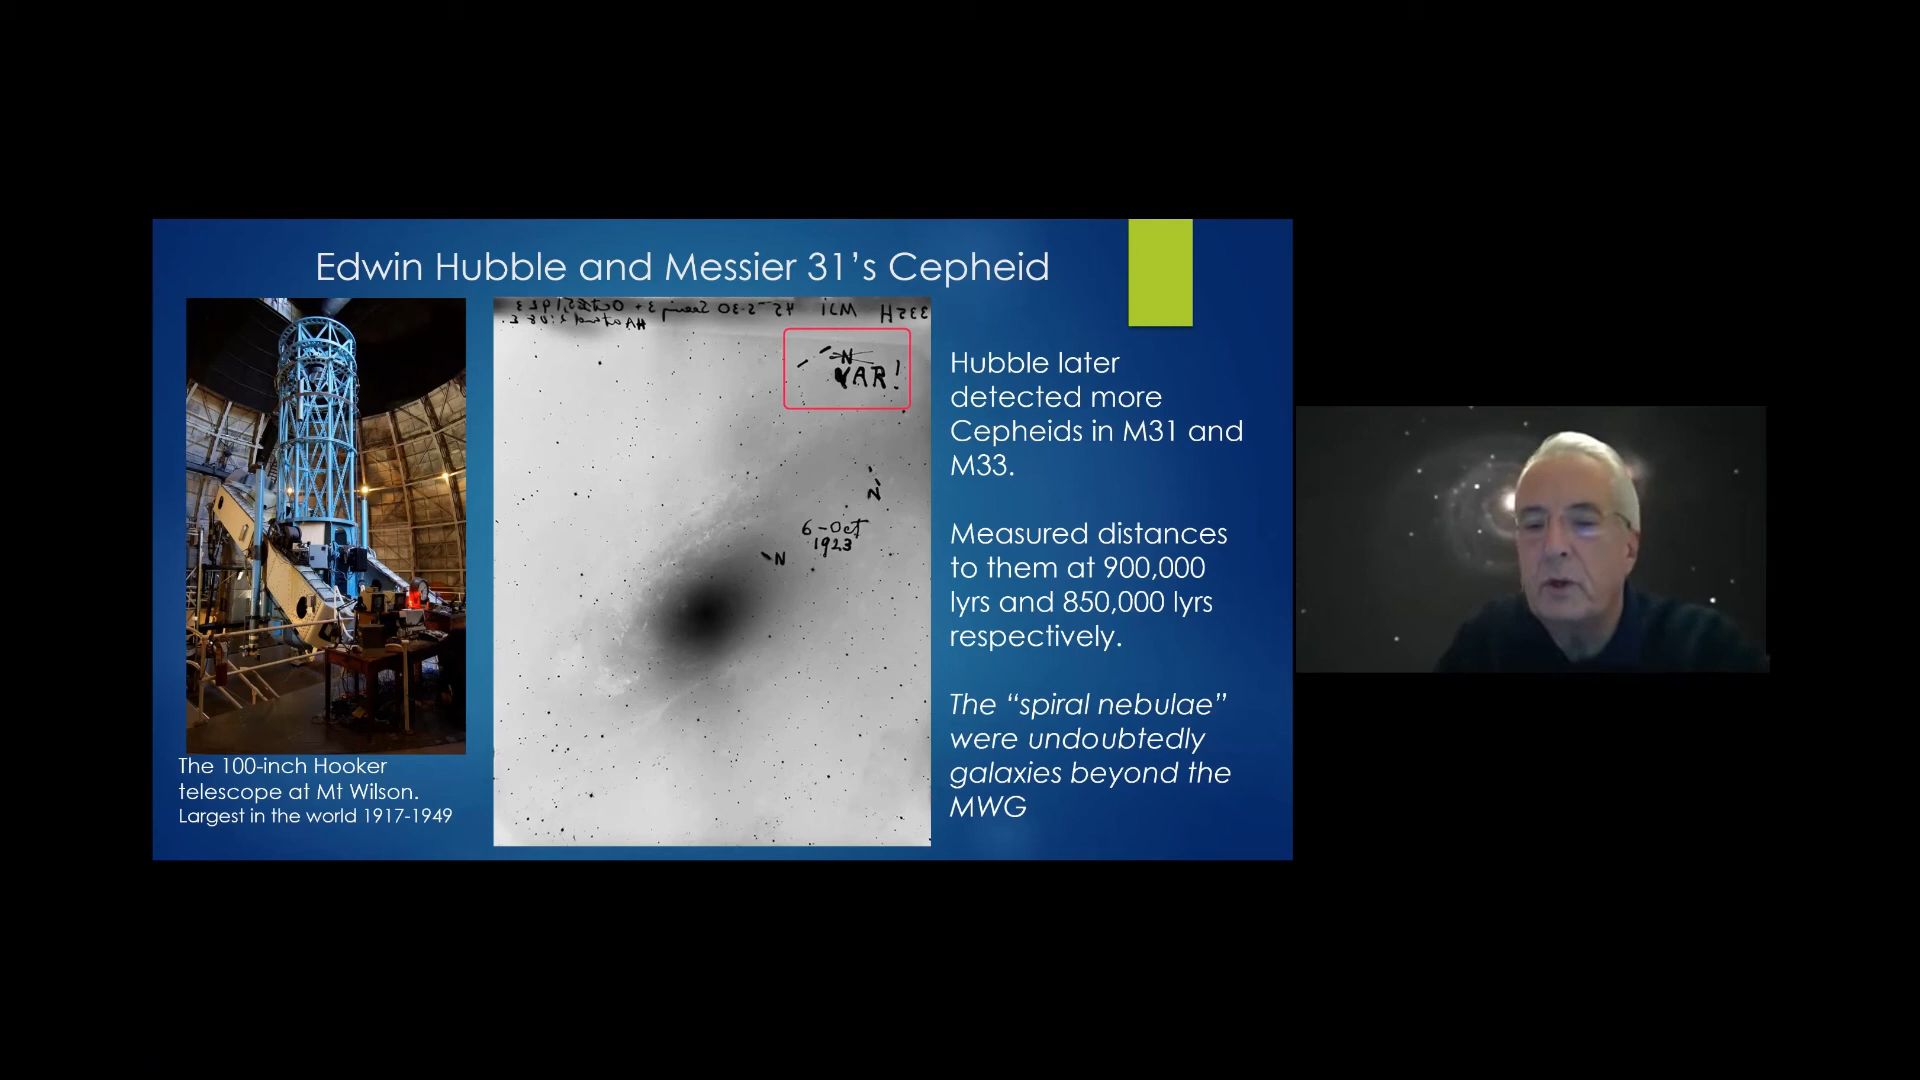 Edwin Hubble and Messier 31’s Cepheid
N
VAR!
N
6-Oct
1923
N
The 100-inch Hooker
telescope at Mt Wilson.
Largest in the world 1917-1949
Hubble later
detected more
Cepheids in M31 and
M33.
Measured distances
to them at 900,000
lyrs and 850,000 lyrs
respectively.
The “spiral nebulae”
were undoubtedly
galaxies beyond the
MWG